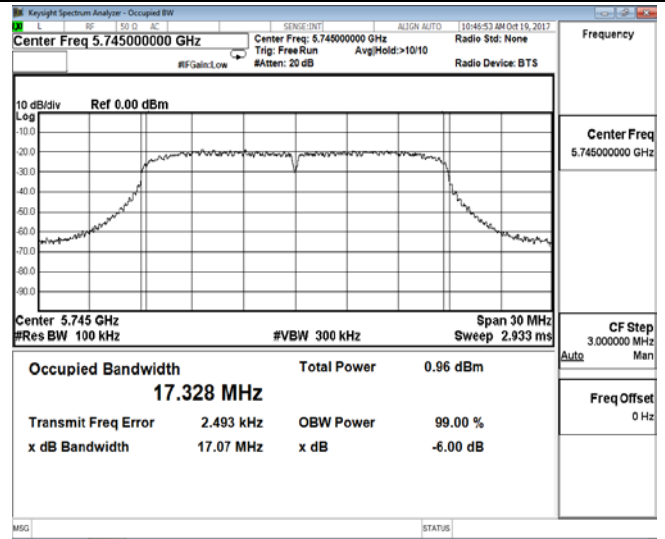 Keysight Spectrum Analyzer - Occupied BW
LXI L RF 50 Ω AC SENSE:INT ALIGN AUTO 10:46:53 AM Oct 19, 2017
Center Freq 5.745000000 GHz
Center Freq: 5.745000000 GHz
Radio Std: None
Trig: Free Run Avg|Hold:>10/10
#IFGain:Low #Atten: 20 dB Radio Device: BTS
Frequency
10 dB/div Ref 0.00 dBm
Log
-10.0
-20.0
-30.0
-40.0
-50.0
-60.0
-70.0
-80.0
-90.0
Center 5.745 GHz Span 30 MHz
#Res BW 100 kHz #VBW 300 kHz Sweep 2.933 ms
Occupied Bandwidth Total Power 0.96 dBm
17.328 MHz
Transmit Freq Error 2.493 kHz OBW Power 99.00 %
x dB Bandwidth 17.07 MHz x dB -6.00 dB
Center Freq
5.745000000 GHz
CF Step
3.000000 MHz
Auto Man
Freq Offset
0 Hz
MSG STATUS